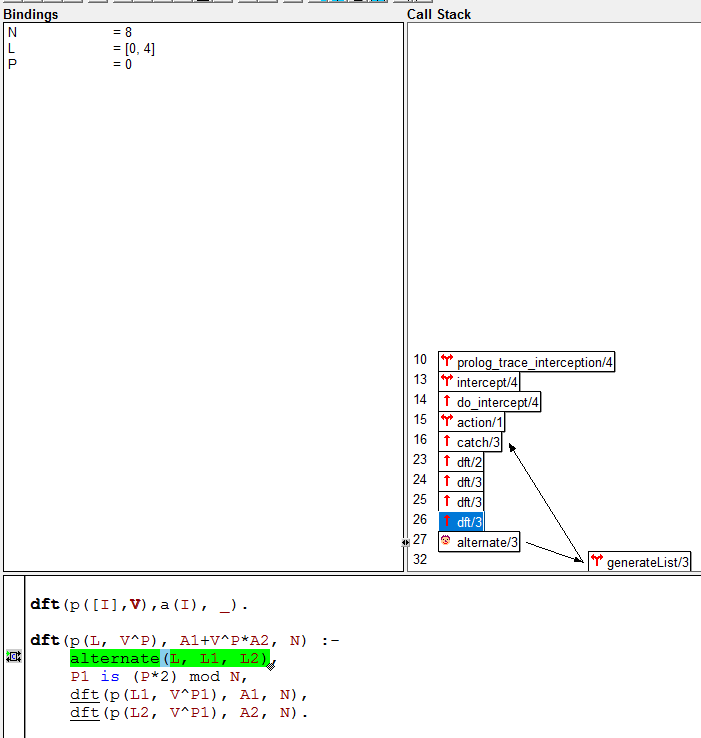 Bindings
N = 8
L = [0, 4]
P = 0
Call Stack
10 prolog_trace_interception/4
13 intercept/4
14 do_intercept/4
15 action/1
16 catch/3
23 dft/2
24 dft/3
25 dft/3
26 dft/3
27 alternate/3
32 generateList/3
dft(p([I],V),a(I), _).
dft(p(L, V^P), A1+V^P*A2, N) :-
alternate(L, L1, L2),
P1 is (P*2) mod N,
dft(p(L1, V^P1), A1, N),
dft(p(L2, V^P1), A2, N).